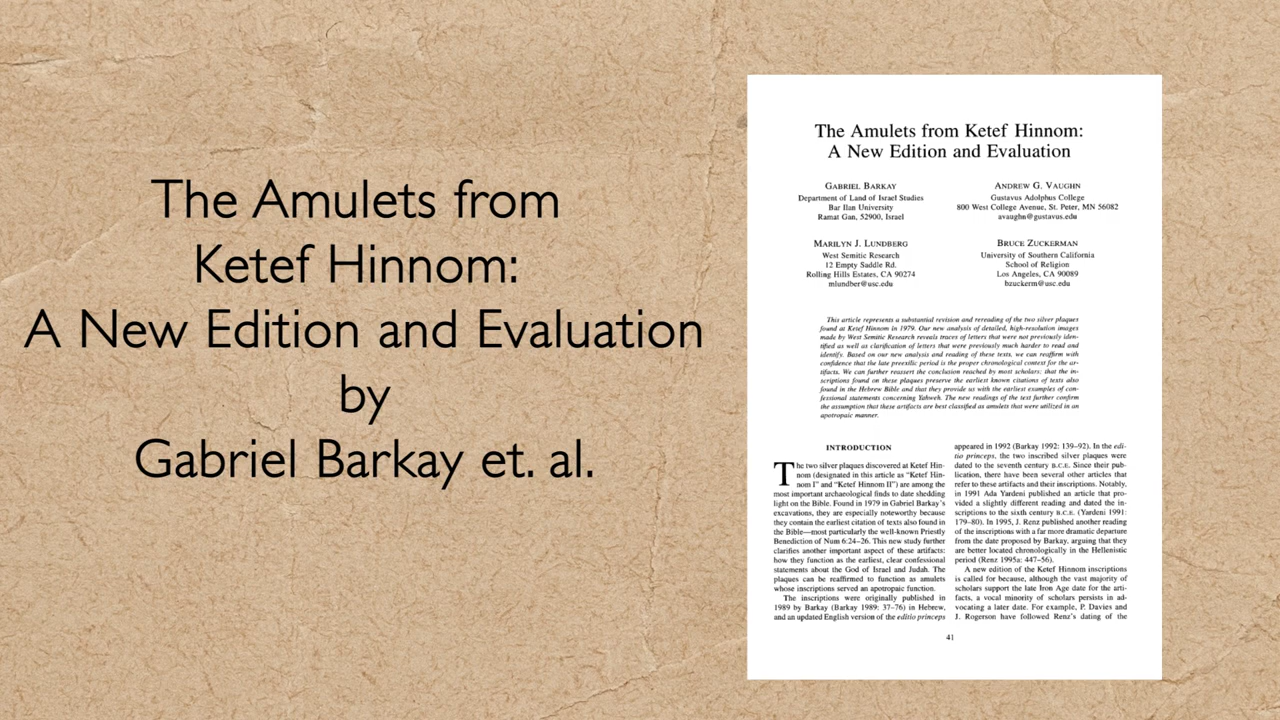 The Amulets from
Ketef Hinnom:
A New Edition and Evaluation
by
Gabriel Barkay et. al.
The Amulets from Ketef Hinnom:
A New Edition and Evaluation
GABRIEL BARKAY
Department of Land of Israel Studies
Bar Ilan University
Ramat Gan, 52900, Israel
ANDREW G. VAUGHN
Gustavus Adolphus College
800 West College Avenue, St. Peter, MN 56082
avaughn@gustavus.edu
MARILYN J. LUNDBERG
West Semitic Research
12 Empty Saddle Rd.
Rolling Hills Estates, CA 90274
mlundber@usc.edu
BRUCE ZUCKERMAN
University of Southern California
School of Religion
Los Angeles, CA 90089
bzuckerm@usc.edu
This article represents a substantial revision and rereading of the two silver plaques
found at Ketef Hinnom in 1979. Our new analysis of detailed, high-resolution images
made by West Semitic Research reveals traces of letters that were not previously iden-
tified as well as clarification of letters that were previously much harder to read and
identify. Based on our new analysis and reading of these texts, we can reaffirm with
confidence that the late preexilic period is the proper chronological context for the ar-
tifacts. We can further reassert the conclusion reached by most scholars: that the in-
scriptions found on these plaques preserve the earliest known citations of texts also
found in the Hebrew Bible and that they provide us with the earliest examples of con-
fessional statements concerning Yahweh. The new readings of the text further confirm
the assumption that these artifacts are best classified as amulets that were utilized in an
apotropaic manner.
INTRODUCTION
The two silver plaques discovered at Ketef Hin-
nom (designated in this article as "Ketef Hin-
nom I" and "Ketef Hinnom II") are among the
most important archaeological finds to date shedding
light on the Bible. Found in 1979 in Gabriel Barkay's
excavations, they are especially noteworthy because
they contain the earliest citation of texts also found in
the Bible—most particularly the well-known Priestly
Benediction of Num 6:24–26. This new study further
clarifies another important aspect of these artifacts:
how they function as the earliest, clear confessional
statements about the God of Israel and Judah. The
plaques can be reaffirmed to function as amulets
whose inscriptions served an apotropaic function.
The inscriptions were originally published in
1989 by Barkay (Barkay 1989: 37–76) in Hebrew,
and an updated English version of the editio princeps
appeared in 1992 (Barkay 1992: 139–92). In the edi-
tio princeps, the two inscribed silver plaques were
dated to the seventh century B.C.E. Since their pub-
lication, there have been several other articles that
refer to these artifacts and their inscriptions. Notably,
in 1991 Ada Yardeni published an article that pro-
vided a slightly different reading and dated the in-
scriptions to the sixth century B.C.E. (Yardeni 1991:
179–80). In 1995, J. Renz published another reading
of the inscriptions with a far more dramatic departure
from the date proposed by Barkay, arguing that they
are better located chronologically in the Hellenistic
period (Renz 1995a: 447–56).
A new edition of the Ketef Hinnom inscriptions
is called for because, although the vast majority of
scholars support the late Iron Age date for the arti-
facts, a vocal minority of scholars persists in ad-
vocating a later date. For example, P. Davies and
J. Rogerson have followed Renz's dating of the
41